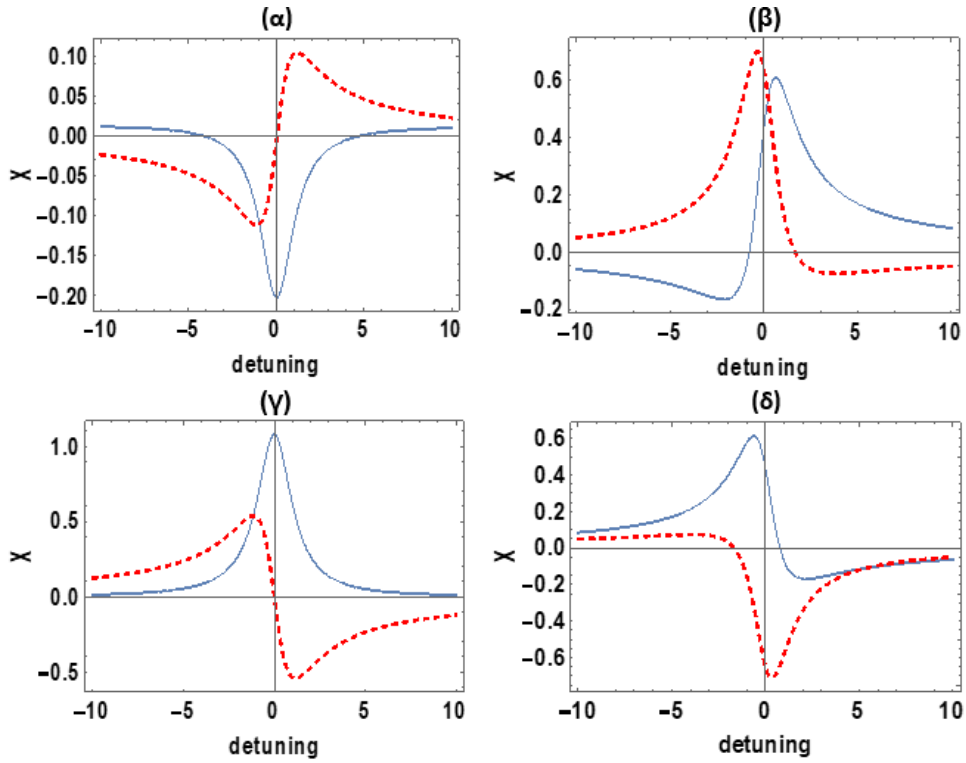 (α)
0.10
0.05
0.00
−0.05
−0.10
−0.15
−0.20
X
−10 −5 0 5 10
detuning
(β)
0.6
0.4
0.2
0.0
−0.2
X
−10 −5 0 5 10
detuning
(γ)
1.0
0.5
0.0
−0.5
X
−10 −5 0 5 10
detuning
(δ)
0.6
0.4
0.2
0.0
−0.2
−0.4
−0.6
X
−10 −5 0 5 10
detuning